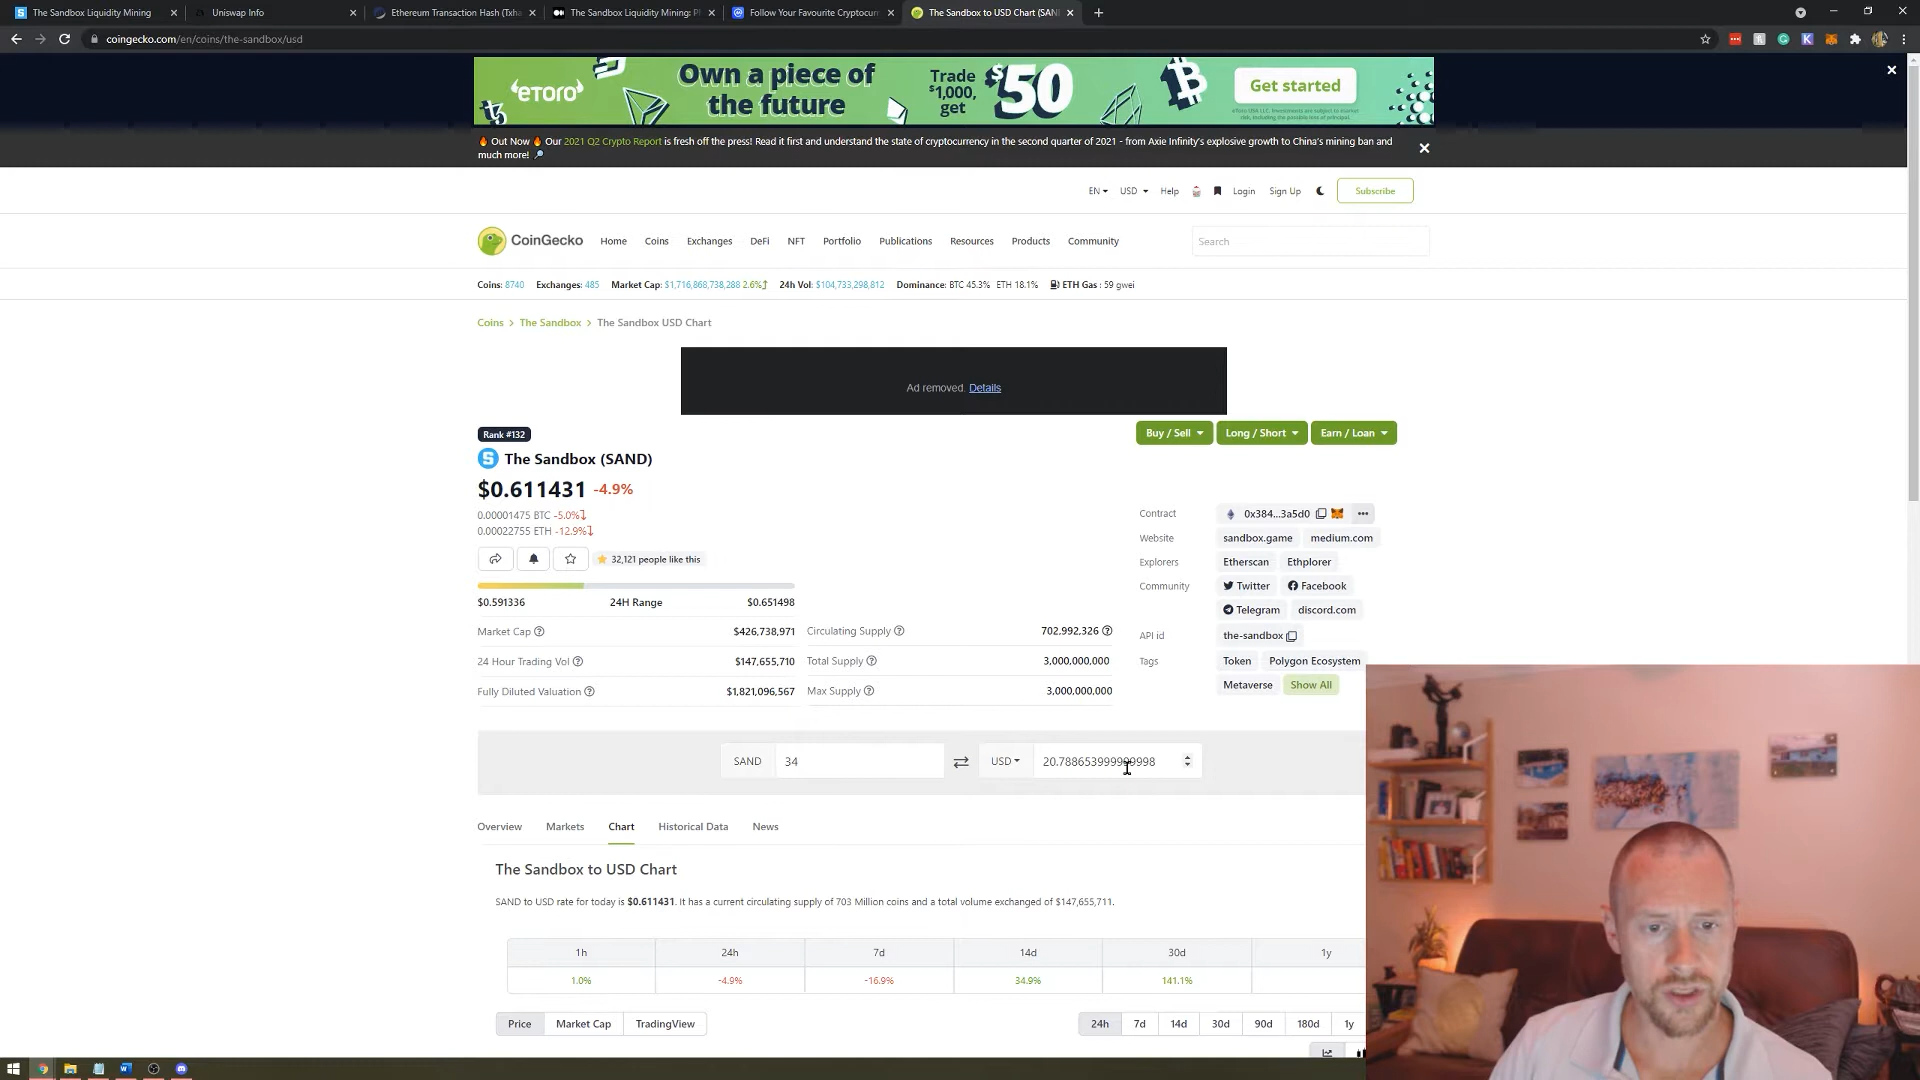 The Sandbox Liquidity Mining
Uniswap Info
Ethereum Transaction Hash (Txha
The Sandbox Liquidity Mining: Pl
Follow Your Favourite Cryptocurr
The Sandbox to USD Chart (SAN
coingecko.com/en/coins/the-sandbox/usd
eTORO
Own a piece of
the future
Trade
$1,000,
get
$50
Get started
🔥 Out Now 🔥 Our 2021 Q2 Crypto Report is fresh off the press! Read it first and understand the state of cryptocurrency in the second quarter of 2021 - from Axie Infinity's explosive growth to China's mining ban and
much more! 🔎
EN
USD
Help
Login
Sign Up
Subscribe
CoinGecko
Home
Coins
Exchanges
DeFi
NFT
Portfolio
Publications
Resources
Products
Community
Search
Coins: 8740
Exchanges: 485
Market Cap: $1,716,868,738,288 2.6%
24h Vol: $104,733,298,812
Dominance: BTC 45.3% ETH 18.1%
ETH Gas: 59 gwei
Coins > The Sandbox > The Sandbox USD Chart
Ad removed. Details
Rank #132
Buy / Sell
Long / Short
Earn / Loan
The Sandbox (SAND)
$0.611431 -4.9%
0.00001475 BTC -5.0%
0.00022755 ETH -12.9%
32,121 people like this
$0.591336
24H Range
$0.651498
Market Cap
$426,738,971
24 Hour Trading Vol
$147,655,710
Fully Diluted Valuation
$1,821,096,567
Circulating Supply
702,992,326
Total Supply
3,000,000,000
Max Supply
3,000,000,000
Contract
0x384...3a5d0
Website
sandbox.game
medium.com
Explorers
Etherscan
Ethplorer
Community
Twitter
Facebook
Telegram
discord.com
API id
the-sandbox
Tags
Token
Polygon Ecosystem
Metaverse
Show All
SAND
34
USD
20.788653999999998
Overview
Markets
Chart
Historical Data
News
The Sandbox to USD Chart
SAND to USD rate for today is $0.611431. It has a current circulating supply of 703 Million coins and a total volume exchanged of $147,655,711.
1h
24h
7d
14d
30d
1y
1.0%
-4.9%
-16.9%
34.9%
141.1%
Price
Market Cap
TradingView
24h
7d
14d
30d
90d
180d
1y